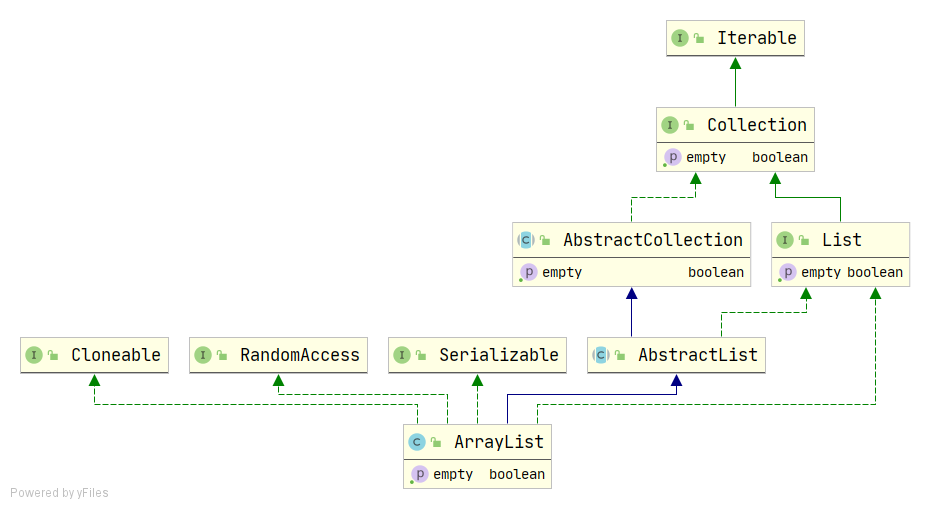 I Iterable
I Collection
p empty boolean
C AbstractCollection
p empty boolean
I List
p empty boolean
I Cloneable
I RandomAccess
I Serializable
C AbstractList
C ArrayList
p empty boolean
Powered by yFiles